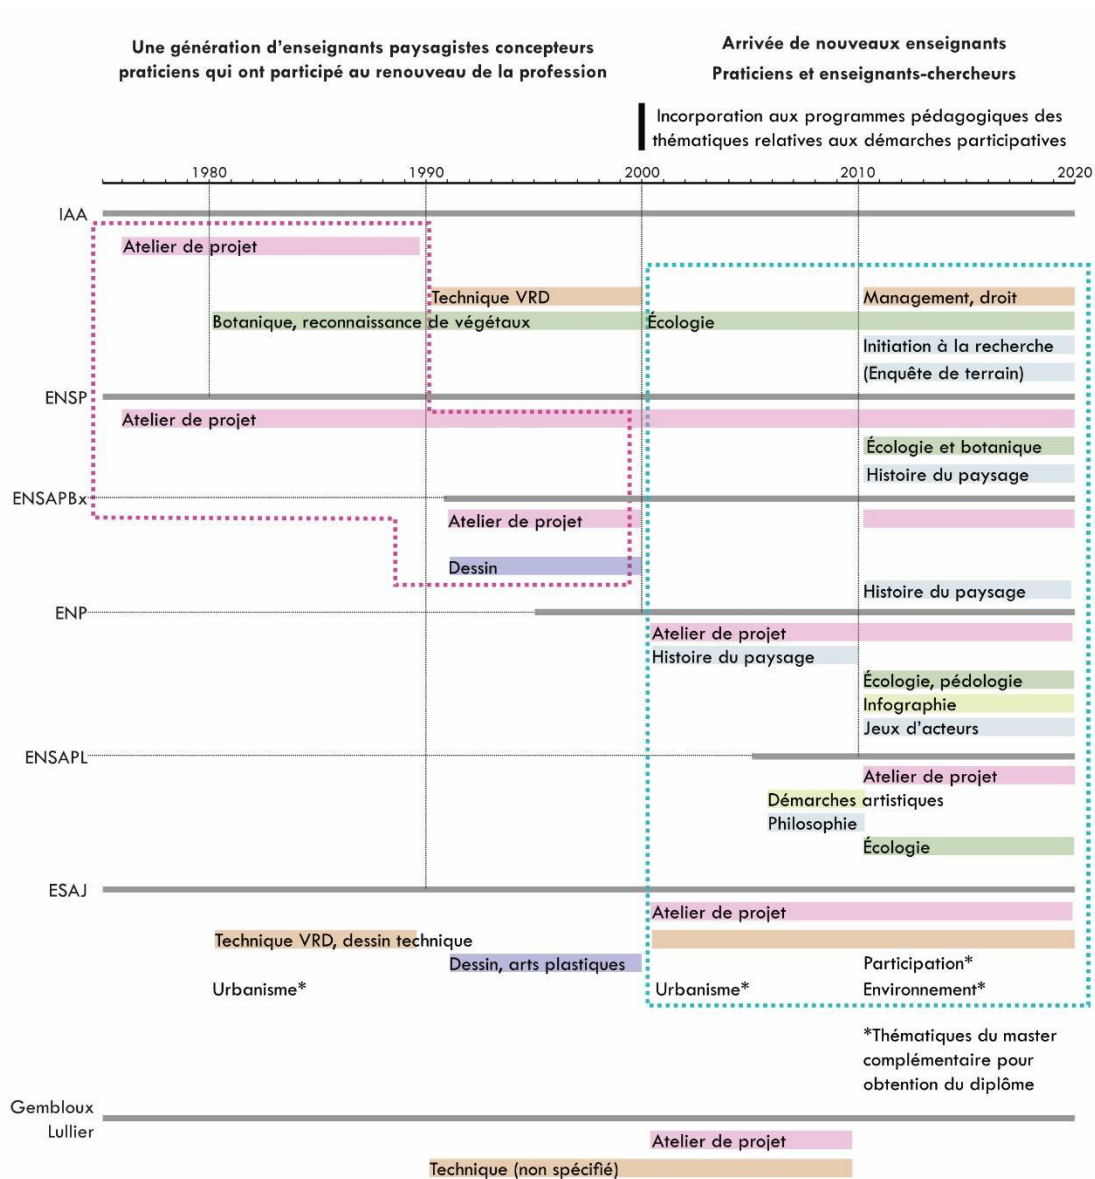 Une génération d'enseignants paysagistes concepteurs
praticiens qui ont participé au renouveau de la profession
Arrivée de nouveaux enseignants
Praticiens et enseignants-chercheurs
Incorporation aux programmes pédagogiques des
thématiques relatives aux démarches participatives
1980
1990
2000
2010
2020
IAA
Atelier de projet
Technique VRD
Management, droit
Botanique, reconnaissance de végétaux
Écologie
Initiation à la recherche
(Enquête de terrain)
ENSP
Atelier de projet
Écologie et botanique
Histoire du paysage
ENSAPBx
Atelier de projet
Dessin
Histoire du paysage
ENP
Atelier de projet
Histoire du paysage
Écologie, pédologie
Infographie
Jeux d'acteurs
ENSAPL
Atelier de projet
Démarches artistiques
Philosophie
Écologie
ESAJ
Atelier de projet
Technique VRD, dessin technique
Dessin, arts plastiques
Participation*
Urbanisme*
Urbanisme*
Environnement*
*Thématiques du master
complémentaire pour
obtention du diplôme
Gembloux
Lullier
Atelier de projet
Technique (non spécifié)